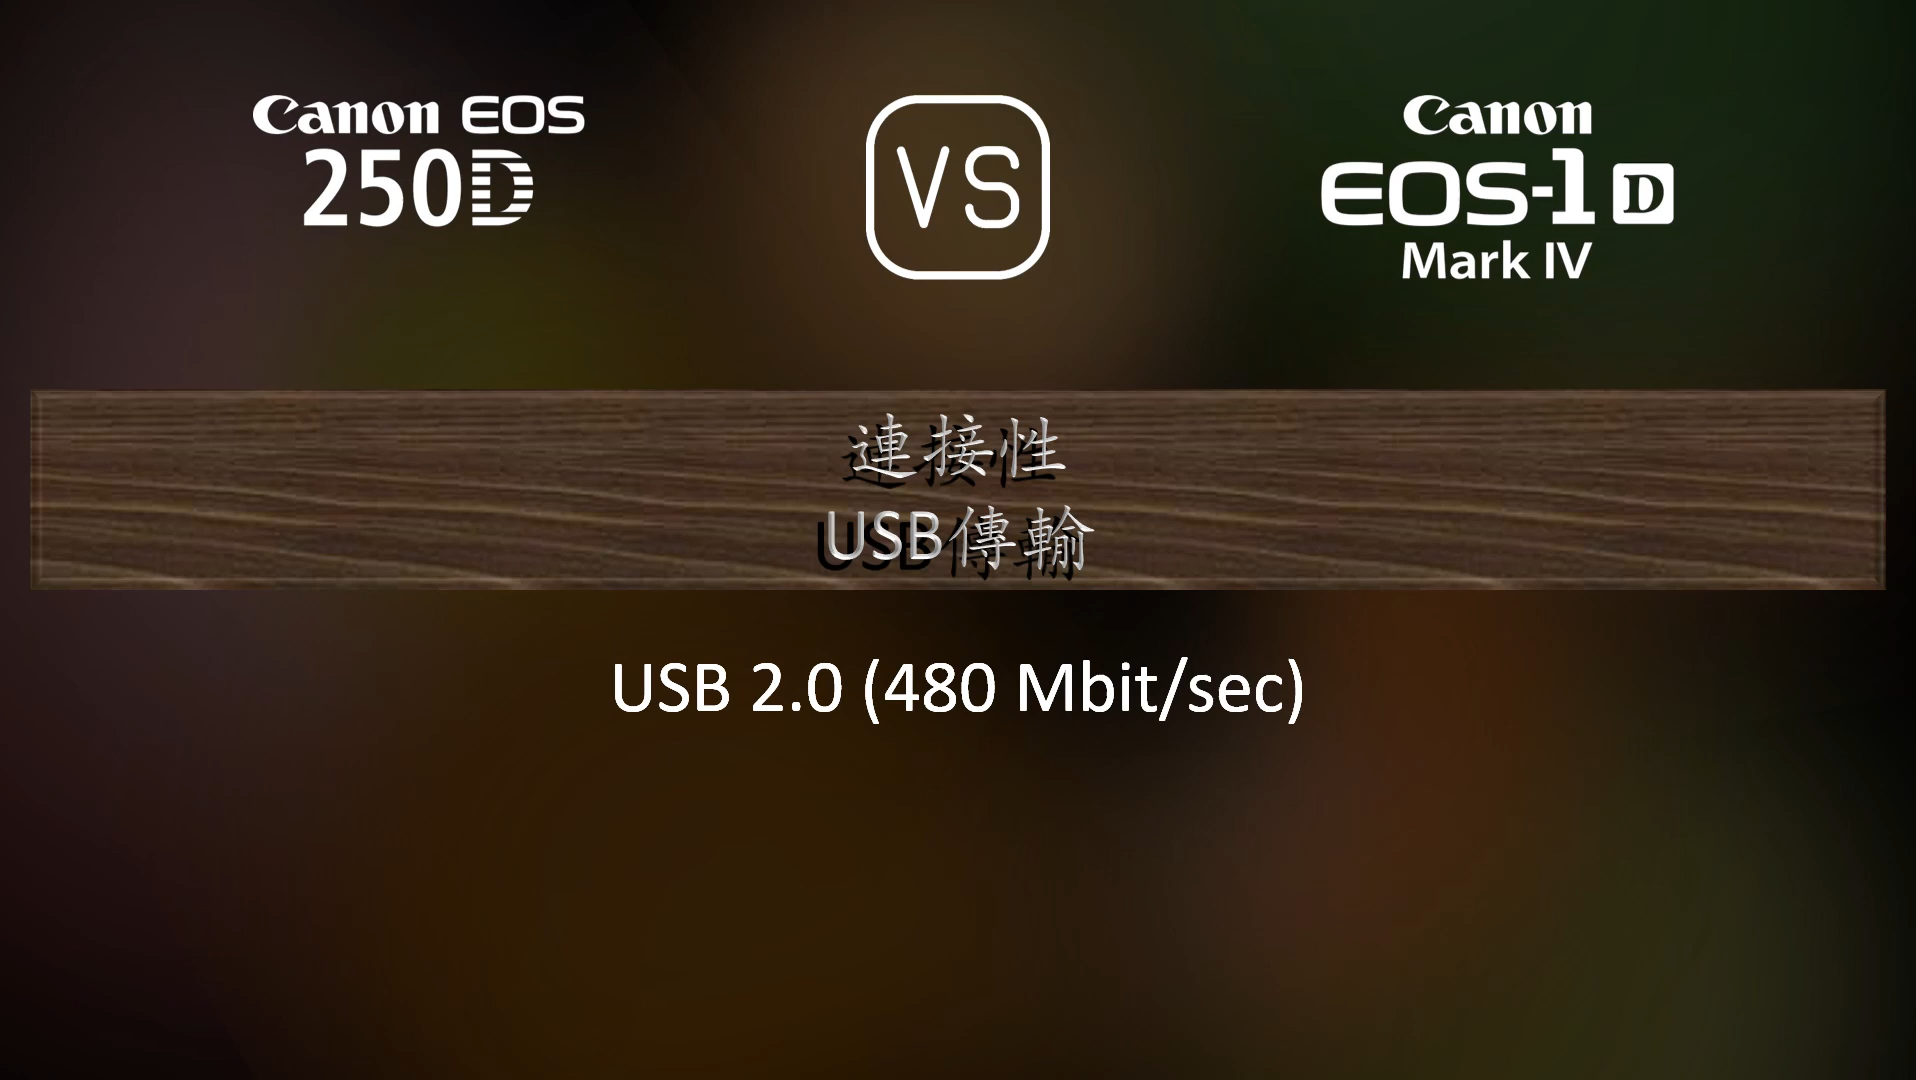 Canon EOS
250D
VS
Canon
EOS-1D
Mark IV
連接性
USB傳輸
USB 2.0 (480 Mbit/sec)